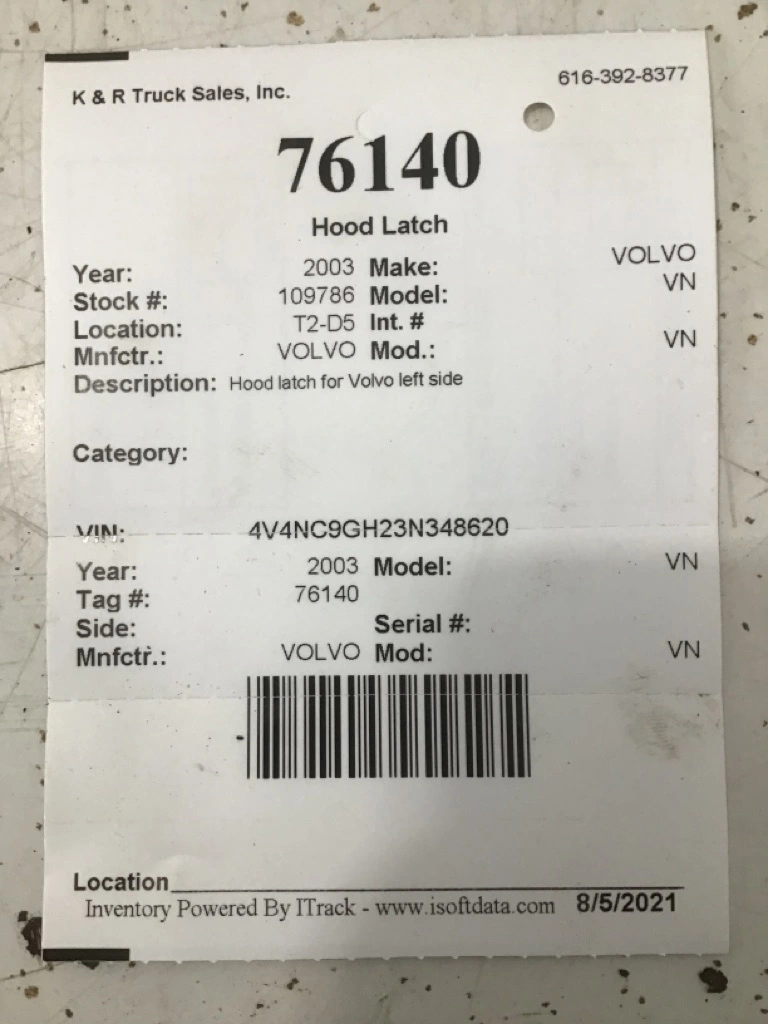 K & R Truck Sales, Inc. 616-392-8377
76140
Hood Latch
Year: 2003 Make: VOLVO
Stock #: 109786 Model: VN
Location: T2-D5 Int. #
Mnfctr.: VOLVO Mod.: VN
Description: Hood latch for Volvo left side
Category:
VIN: 4V4NC9GH23N348620
Year: 2003 Model: VN
Tag #: 76140
Side: Serial #:
Mnfctr.: VOLVO Mod: VN
Location
Inventory Powered By ITrack - www.isoftdata.com 8/5/2021